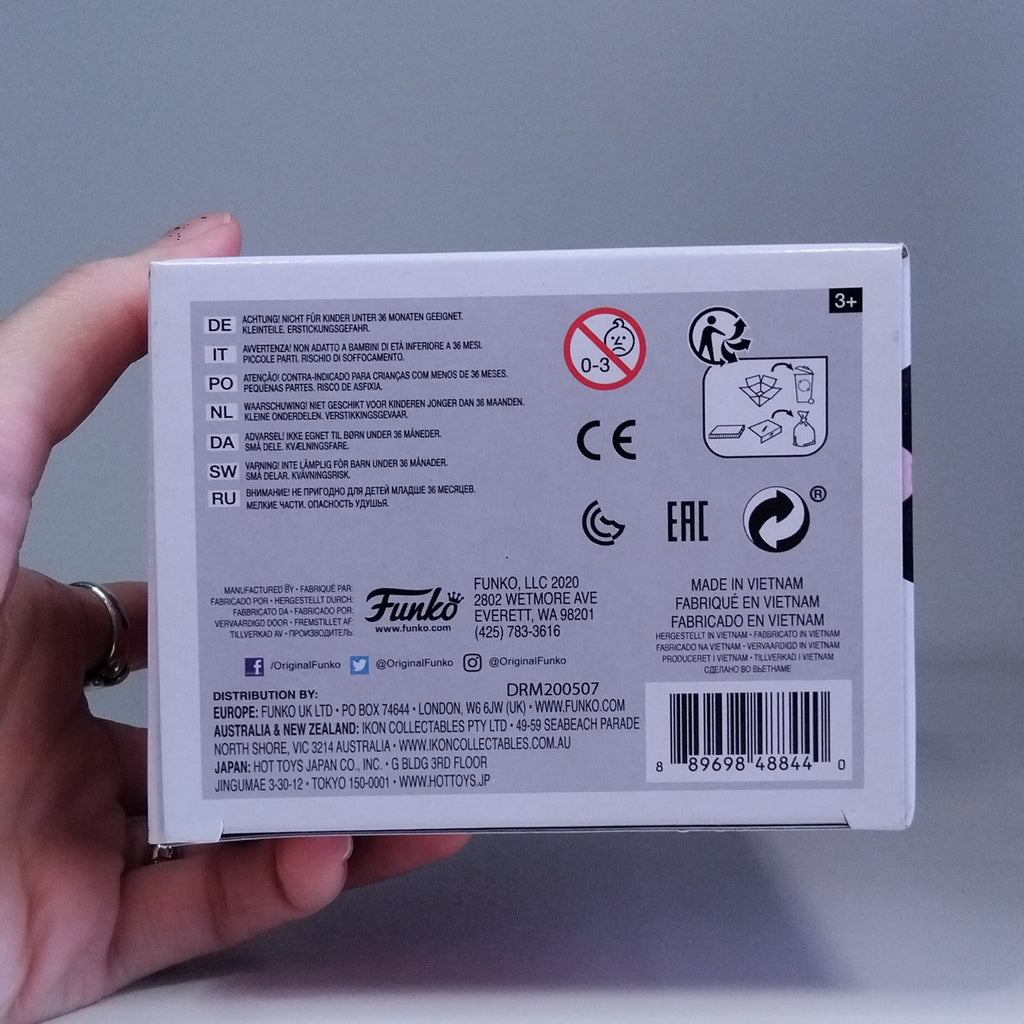 3+
DE ACHTUNG! NICHT FÜR KINDER UNTER 36 MONATEN GEEIGNET.
KLEINTEILE. ERSTICKUNGSGEFAHR.
IT AVVERTENZA! NON ADATTO A BAMBINI DI ETÀ INFERIORE A 36 MESI.
PICCOLE PARTI. RISCHIO DI SOFFOCAMENTO.
PO ATENÇÃO! CONTRA-INDICADO PARA CRIANÇAS COM MENOS DE 36 MESES.
PEQUENAS PARTES. RISCO DE ASFIXIA.
NL WAARSCHUWING! NIET GESCHIKT VOOR KINDEREN JONGER DAN 36 MAANDEN.
KLEINE ONDERDELEN. VERSTIKKINGSGEVAAR.
DA ADVARSEL! IKKE EGNET TIL BØRN UNDER 36 MÅNEDER.
SMÅ DELE. KVÆLNINGSFARE.
SW VARNING! INTE LÄMPLIG FÖR BARN UNDER 36 MÅNADER.
SMÅ DELAR. KVÄVNINGSRISK.
RU ВНИМАНИЕ! НЕ ПРИГОДНО ДЛЯ ДЕТЕЙ МЛАДШЕ 36 МЕСЯЦЕВ.
МЕЛКИЕ ЧАСТИ. ОПАСНОСТЬ УДУШЬЯ.
0-3
CE
EAC
®
MANUFACTURED BY • FABRIQUÉ PAR:
FABRICADO POR • HERGESTELLT DURCH:
FABBRICATO DA • FABRICADO POR:
VERVAARDIGD DOOR • FREMSTILLET AF:
TILLVERKAD AV • ПРОИЗВОДИТЕЛЬ:
Funko
www.funko.com
FUNKO, LLC 2020
2802 WETMORE AVE
EVERETT, WA 98201
(425) 783-3616
MADE IN VIETNAM
FABRIQUÉ EN VIETNAM
FABRICADO EN VIETNAM
HERGESTELLT IN VIETNAM • FABBRICATO IN VIETNAM
FABRICADO NA VIETNAM • VERVAARDIGD IN VIETNAM
PRODUCERET I VIETNAM • TILLVERKAD I VIETNAM
СДЕЛАНО ВО ВЬЕТНАМЕ
f /OriginalFunko @OriginalFunko @OriginalFunko
DRM200507
DISTRIBUTION BY:
EUROPE: FUNKO UK LTD • PO BOX 74644 • LONDON, W6 6JW (UK) • WWW.FUNKO.COM
AUSTRALIA & NEW ZEALAND: IKON COLLECTABLES PTY LTD • 49-59 SEABEACH PARADE
NORTH SHORE, VIC 3214 AUSTRALIA • WWW.IKONCOLLECTABLES.COM.AU
JAPAN: HOT TOYS JAPAN CO., INC. • G BLDG 3RD FLOOR
JINGUMAE 3-30-12 • TOKYO 150-0001 • WWW.HOTTOYS.JP
8 89698 48844 0